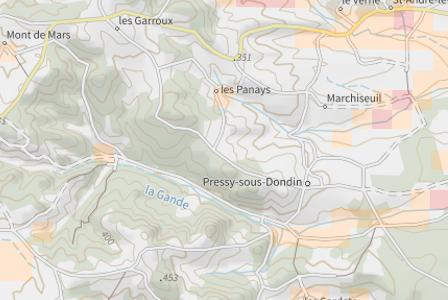 le Verne
St-André-le-
les Garroux
Mont de Mars
351
les Panays
Marchiseuil
Pressy-sous-Dondin
la Gande
400
453